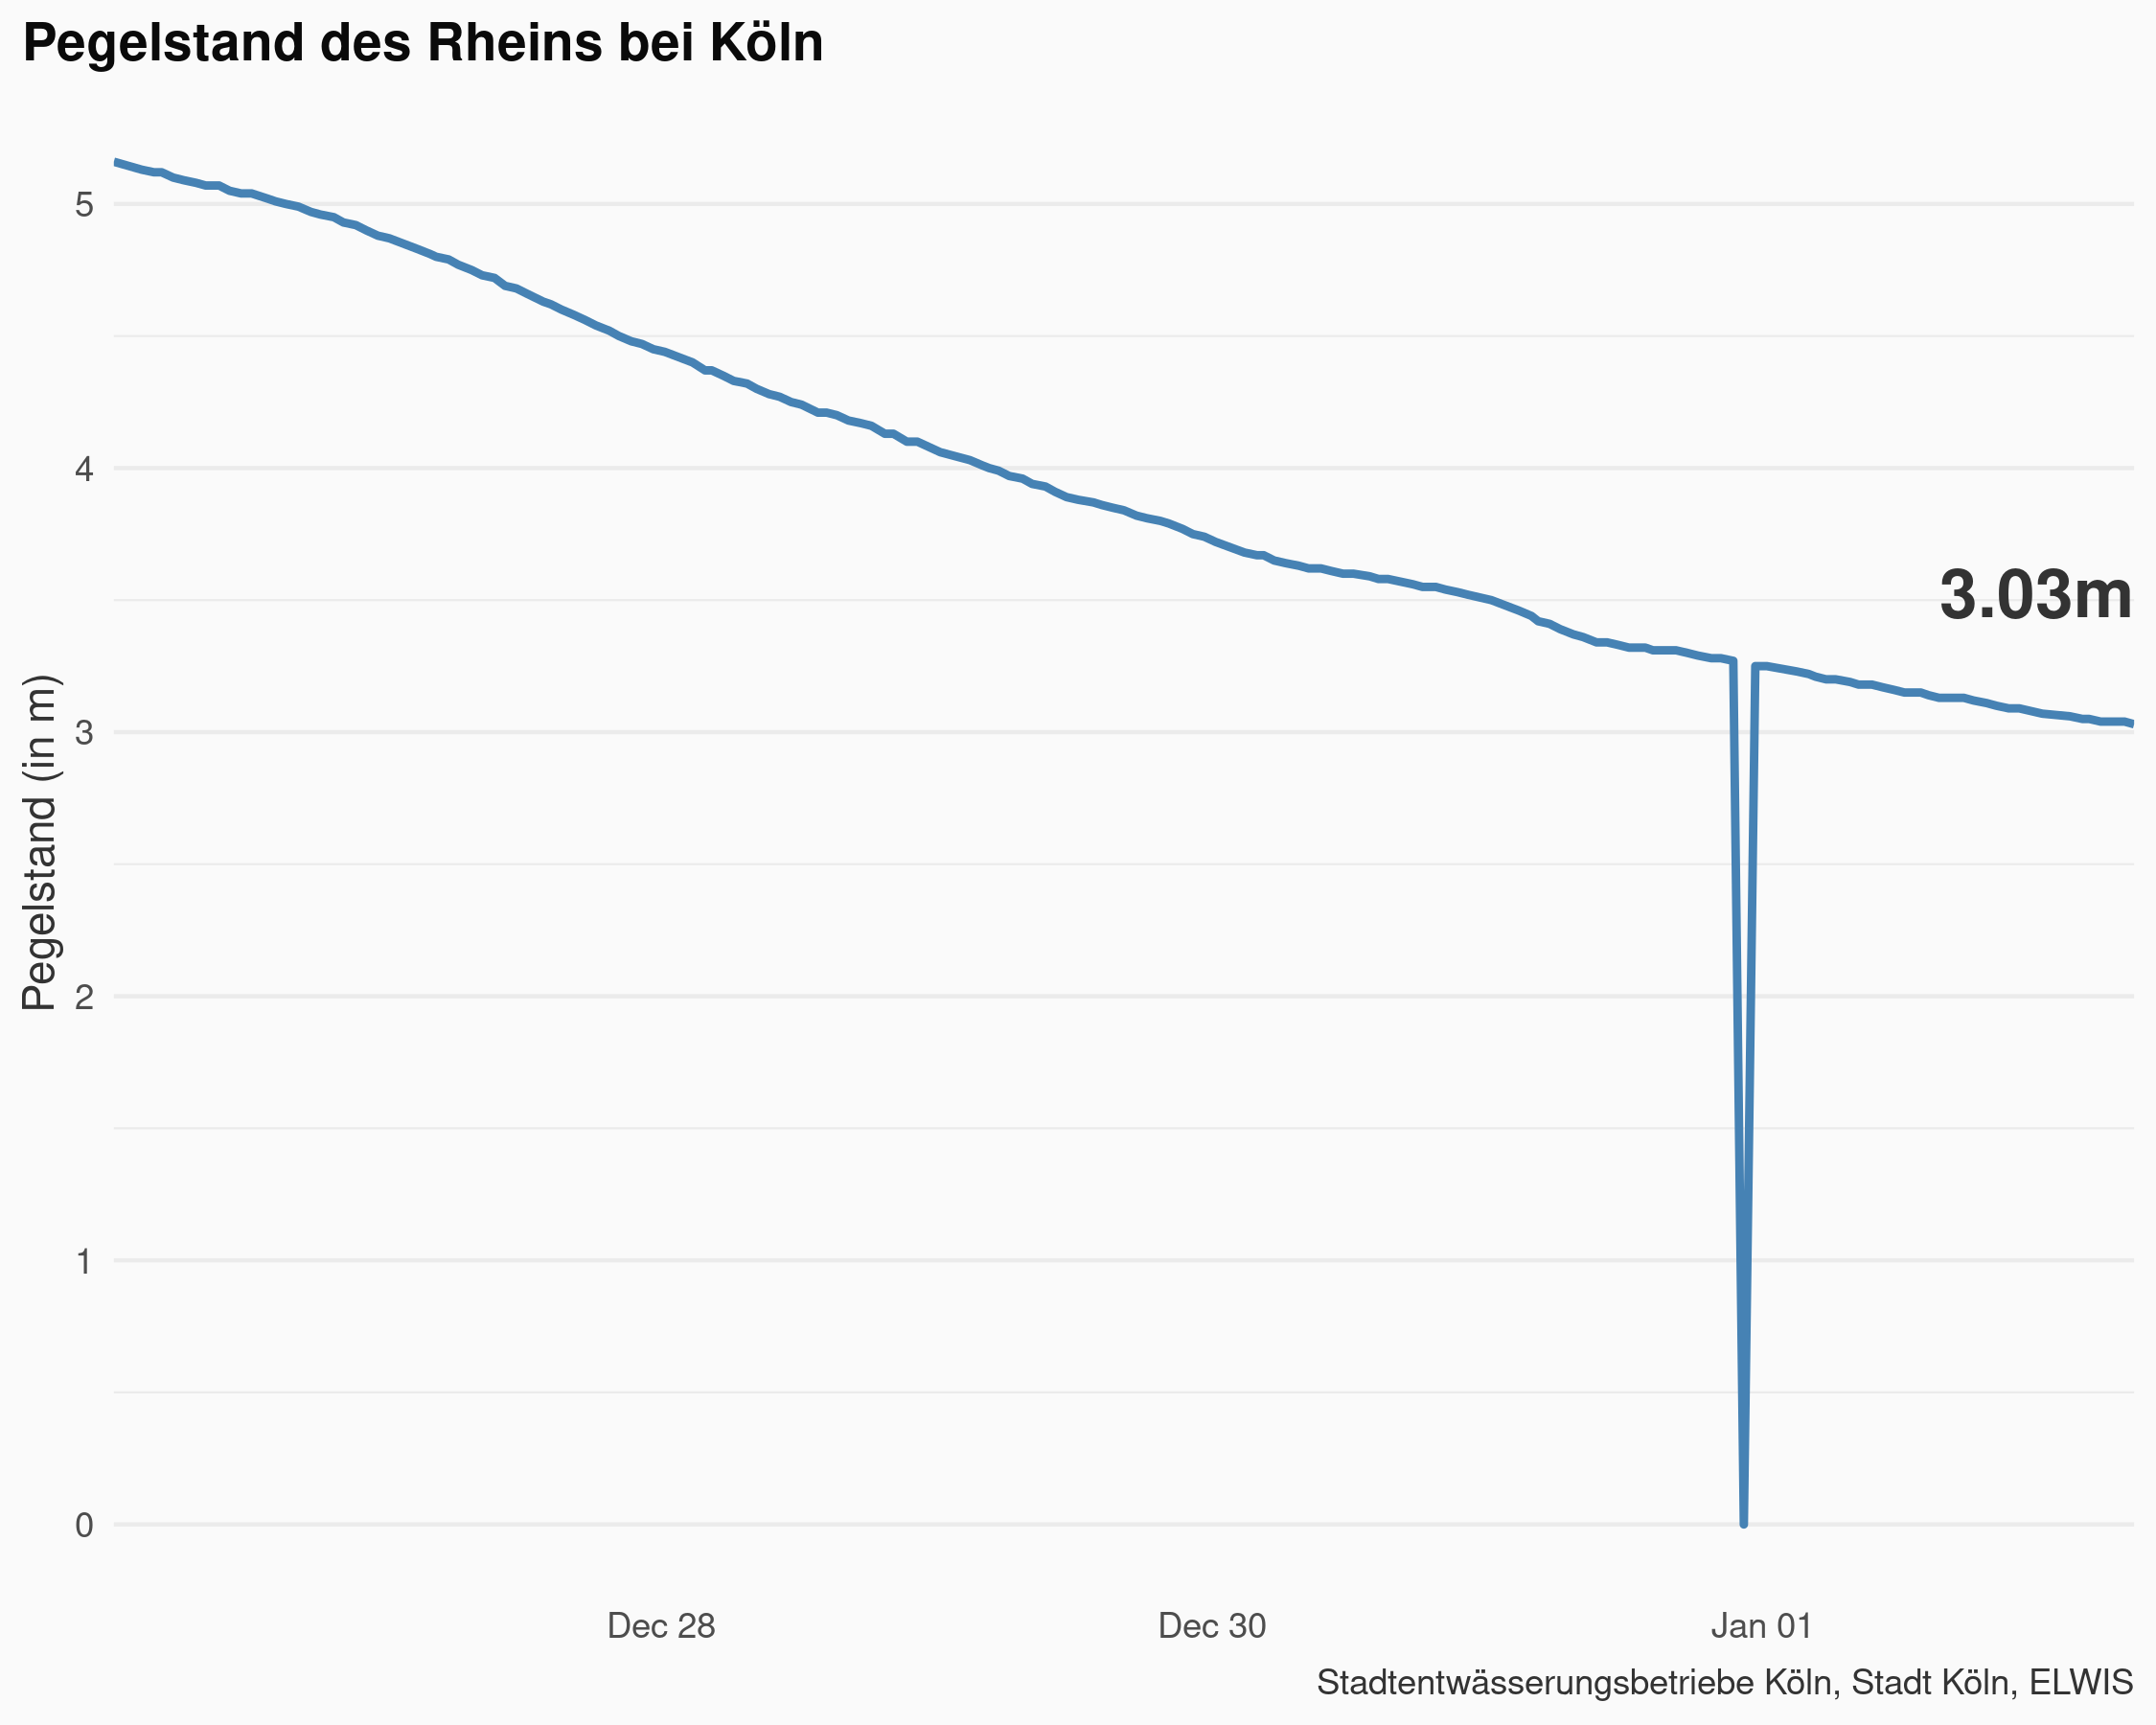 Pegelstand des Rheins bei Köln
Pegelstand (in m)
5
4
3
2
1
0
3.03m
Dec 28
Dec 30
Jan 01
Stadtentwässerungsbetriebe Köln, Stadt Köln, ELWIS